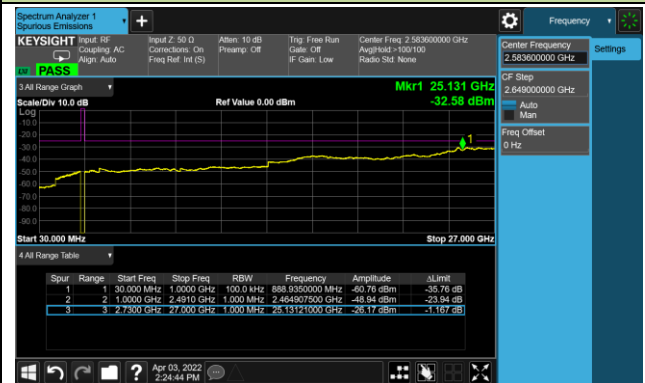 Spectrum Analyzer 1
Spurious Emissions
+
Frequency
KEYSIGHT
Input: RF
Coupling: AC
Align: Auto
Input Z: 50 Ω
Corrections: On
Freq Ref: Int (S)
Atten: 10 dB
Preamp: Off
Trig: Free Run
Gate: Off
IF Gain: Low
Center Freq: 2.583600000 GHz
Avg|Hold:>100/100
Radio Std: None
PASS
Center Frequency
2.583600000 GHz
Settings
CF Step
2.649000000 GHz
Auto
Man
Freq Offset
0 Hz
3 All Range Graph
Mkr1 25.131 GHz
Scale/Div 10.0 dB
Ref Value 0.00 dBm
-32.58 dBm
Log
-10.0
-20.0
-30.0
-40.0
-50.0
-60.0
-70.0
-80.0
-90.0
1
Start 30.000 MHz
Stop 27.000 GHz
4 All Range Table
Spur Range Start Freq Stop Freq RBW Frequency Amplitude ΔLimit
1 1 30.000 MHz 1.0000 GHz 100.0 kHz 888.9350000 MHz -60.76 dBm -35.76 dB
2 2 1.0000 GHz 2.4910 GHz 1.000 MHz 2.464907500 GHz -48.94 dBm -23.94 dB
3 3 2.7300 GHz 27.000 GHz 1.000 MHz 25.13121000 GHz -26.17 dBm -1.167 dB
?
Apr 03, 2022
2:24:44 PM